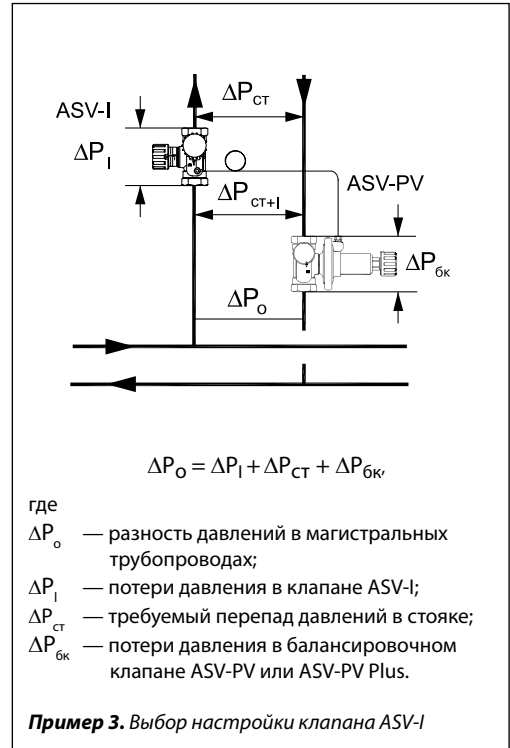 ΔPст
ASV-I
ΔPI
ASV-PV
ΔPст+I
ΔPбк
ΔPо
ΔPо = ΔPI + ΔPст + ΔPбк,
где
ΔPо — разность давлений в магистральных
трубопроводах;
ΔPI — потери давления в клапане ASV-I;
ΔPст — требуемый перепад давлений в стояке;
ΔPбк — потери давления в балансировочном
клапане ASV-PV или ASV-PV Plus.
Пример 3. Выбор настройки клапана ASV-I